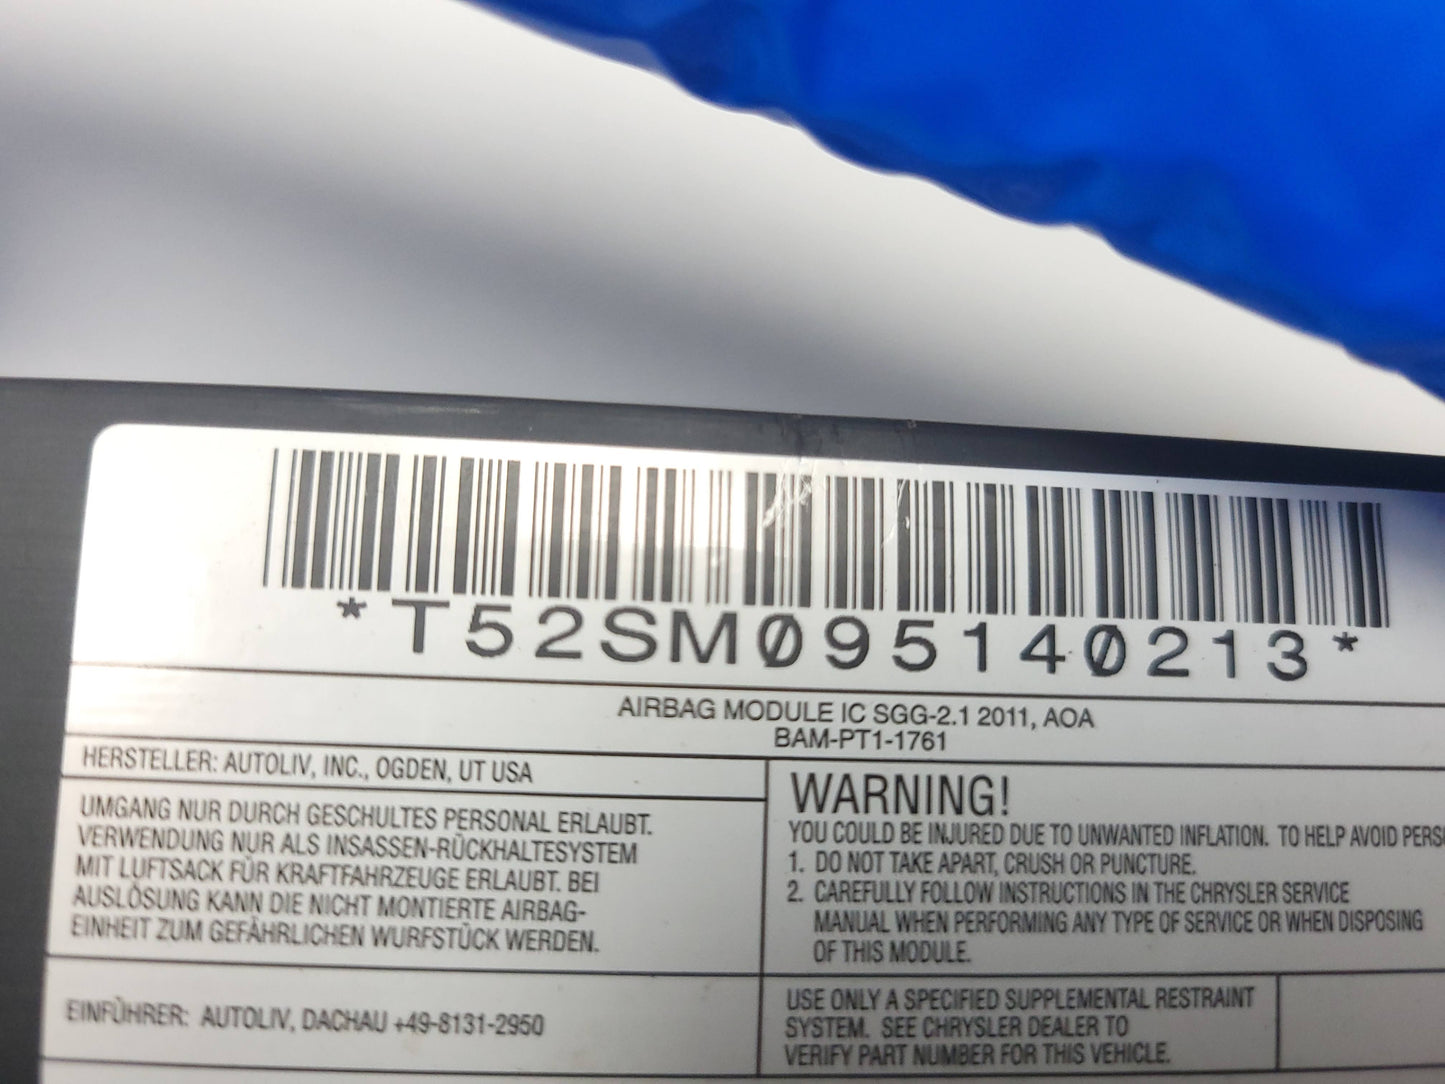 *T52SM095140213*
AIRBAG MODULE IC SGG-2.1 2011, AOA
BAM-PT1-1761
HERSTELLER: AUTOLIV, INC., OGDEN, UT USA
UMGANG NUR DURCH GESCHULTES PERSONAL ERLAUBT.
VERWENDUNG NUR ALS INSASSEN-RÜCKHALTESYSTEM
MIT LUFTSACK FÜR KRAFTFAHRZEUGE ERLAUBT. BEI
AUSLÖSUNG KANN DIE NICHT MONTIERTE AIRBAG-
EINHEIT ZUM GEFÄHRLICHEN WURFSTÜCK WERDEN.
EINFÜHRER: AUTOLIV, DACHAU +49-8131-2950
WARNING!
YOU COULD BE INJURED DUE TO UNWANTED INFLATION. TO HELP AVOID
1. DO NOT TAKE APART, CRUSH OR PUNCTURE.
2. CAREFULLY FOLLOW INSTRUCTIONS IN THE CHRYSLER SERVICE
MANUAL WHEN PERFORMING ANY TYPE OF SERVICE OR WHEN DISPOSING
OF THIS MODULE.
USE ONLY A SPECIFIED SUPPLEMENTAL RESTRAINT
SYSTEM. SEE CHRYSLER DEALER TO
VERIFY PART NUMBER FOR THIS VEHICLE.